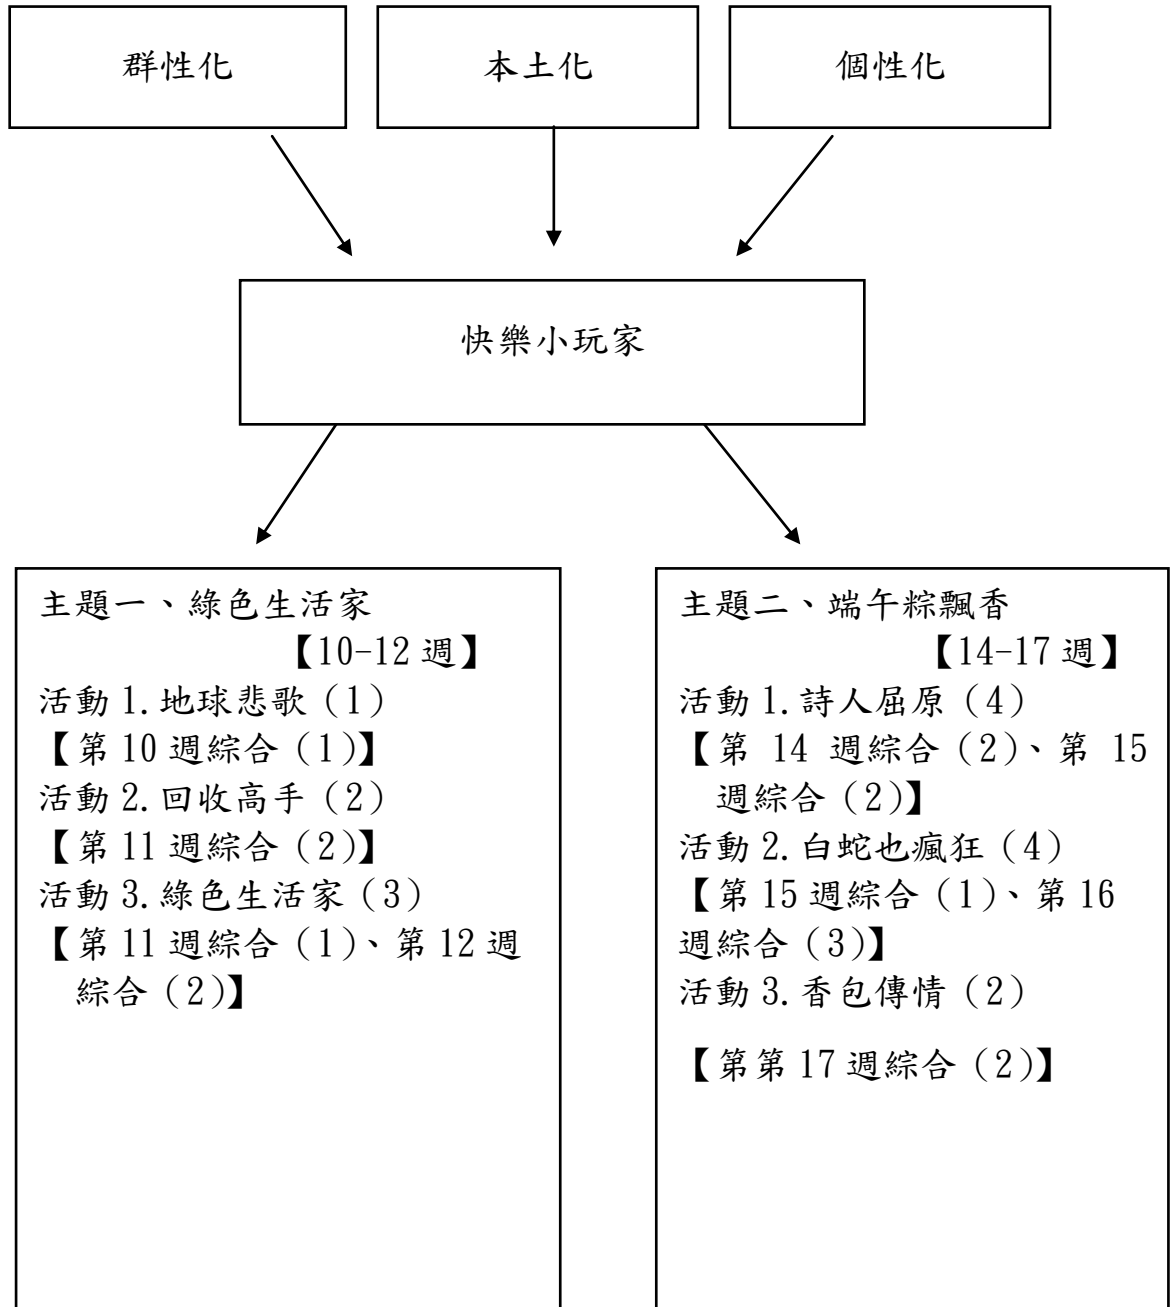 群性化
本土化
個性化
快樂小玩家
主題一、綠色生活家
【10-12 週】
活動 1.地球悲歌（1）
【第 10 週綜合（1）】
活動 2.回收高手（2）
【第 11 週綜合（2）】
活動 3.綠色生活家（3）
【第 11 週綜合（1）、第 12 週
綜合（2）】
主題二、端午粽飄香
【14-17 週】
活動 1.詩人屈原（4）
【第 14 週綜合（2）、第 15
週綜合（2）】
活動 2.白蛇也瘋狂（4）
【第 15 週綜合（1）、第 16
週綜合（3）】
活動 3.香包傳情（2）
【第第 17 週綜合（2）】